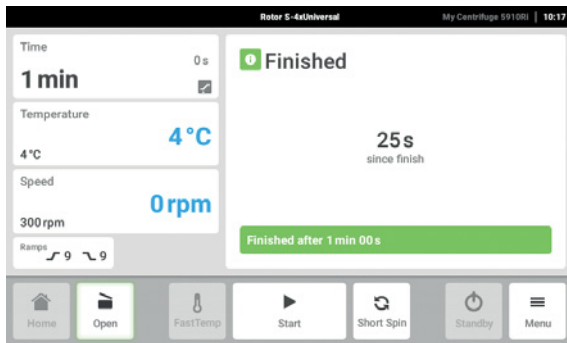 Rotor S-4xUniversal
My Centrifuge 5910Ri | 10:17
Time
0 s
1 min
Temperature
4 °C
4 °C
Speed
0 rpm
300 rpm
Ramps
9 9
Finished
25 s
since finish
Finished after 1 min 00 s
Home
Open
FastTemp
Start
Short Spin
Standby
Menu